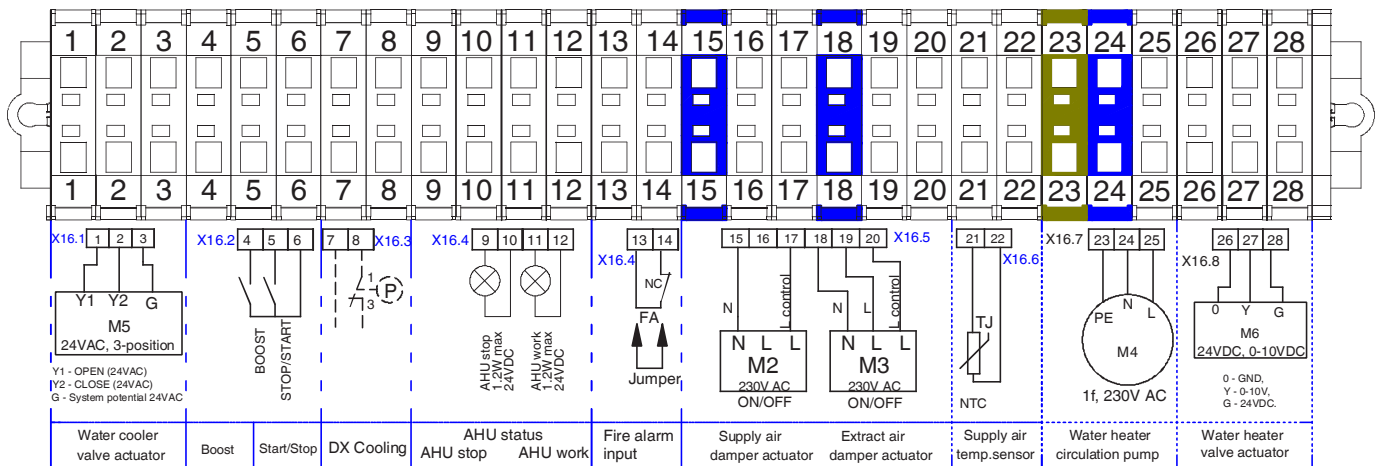 1 2 3 4 5 6 7 8 9 10 11 12 13 14 15 16 17 18 19 20 21 22 23 24 25 26 27 28
1 2 3 4 5 6 7 8 9 10 11 12 13 14 15 16 17 18 19 20 21 22 23 24 25 26 27 28
X16.1 1 2 3
Y1 Y2 G
M5
24VAC, 3-position
Y1 - OPEN (24VAC)
Y2 - CLOSE (24VAC)
G - System potential 24VAC
Water cooler
valve actuator
X16.2 4 5 6
BOOST
STOP/START
Boost
Start/Stop
7 8 X16.3
1
P
3
DX Cooling
X16.4 9 10 11 12
AHU stop
1.2W max
24VDC
AHU work
1.2W max
24VDC
AHU status
AHU stop AHU work
13 14
X16.4
NC
FA
Jumper
Fire alarm
input
15 16 17 18 19 20 X16.5
N
L control
N L L
M2
230V AC
ON/OFF
Supply air
damper actuator
N
L
L control
N L L
M3
230V AC
ON/OFF
Extract air
damper actuator
21 22
X16.6
TJ
NTC
Supply air
temp.sensor
X16.7 23 24 25
PE N L
M4
1f, 230V AC
Water heater
circulation pump
26 27 28
X16.8
0 Y G
M6
24VDC, 0-10VDC
0 - GND,
Y - 0-10V,
G - 24VDC.
Water heater
valve actuator